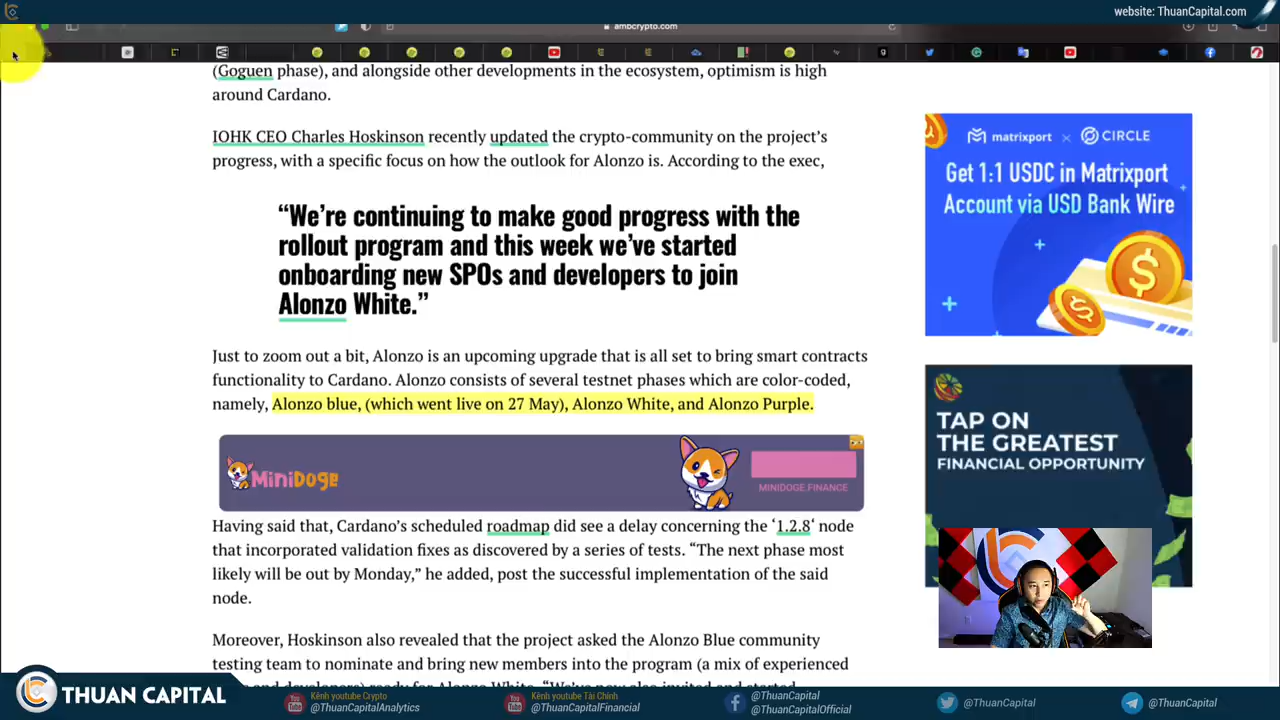 website: ThuanCapital.com
ambcrypto.com
(Goguen phase), and alongside other developments in the ecosystem, optimism is high
around Cardano.
IOHK CEO Charles Hoskinson recently updated the crypto-community on the project's
progress, with a specific focus on how the outlook for Alonzo is. According to the exec,
“We're continuing to make good progress with the
rollout program and this week we've started
onboarding new SPOs and developers to join
Alonzo White.”
Just to zoom out a bit, Alonzo is an upcoming upgrade that is all set to bring smart contracts
functionality to Cardano. Alonzo consists of several testnet phases which are color-coded,
namely, Alonzo blue, (which went live on 27 May), Alonzo White, and Alonzo Purple.
MINIDOGE
MINIDOGE.FINANCE
Having said that, Cardano's scheduled roadmap did see a delay concerning the ‘1.2.8‘ node
that incorporated validation fixes as discovered by a series of tests. “The next phase most
likely will be out by Monday,” he added, post the successful implementation of the said
node.
Moreover, Hoskinson also revealed that the project asked the Alonzo Blue community
testing team to nominate and bring new members into the program (a mix of experienced
matrixport x CIRCLE
Get 1:1 USDC in Matrixport
Account via USD Bank Wire
TAP ON
THE GREATEST
FINANCIAL OPPORTUNITY
THUAN CAPITAL
Kênh youtube Crypto
@ThuanCapitalAnalytics
Kênh youtube Tài Chính
@ThuanCapitalFinancial
@ThuanCapital
@ThuanCapitalOfficial
@ThuanCapital
@ThuanCapital